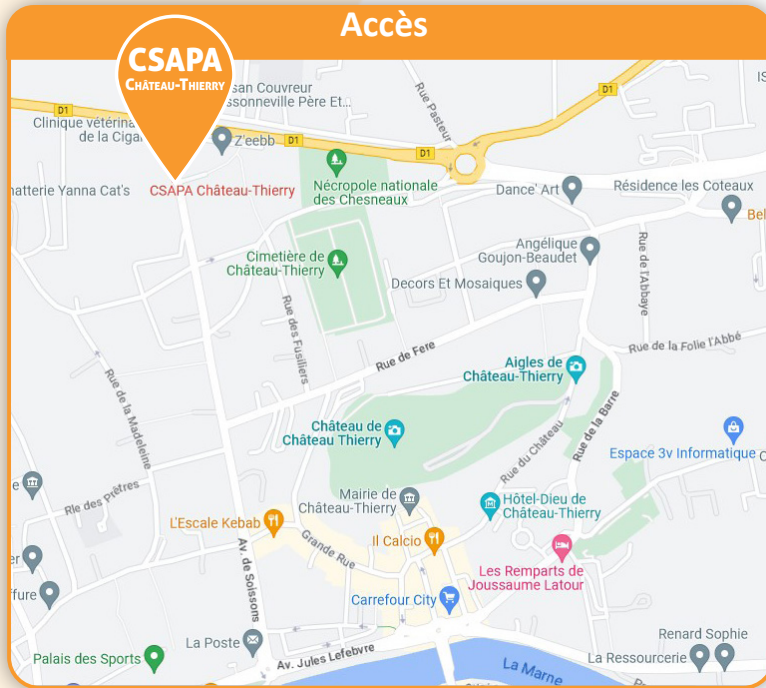 Accès
CSAPA
CHÂTEAU-THIERRY
san Couvreur
ssonneville Père Et...
Rue Pasteur
D1
IS
D1
Clinique vétérina
de la Cigar
Z'eebb
D1
D1
hatterie Yanna Cat's
CSAPA Château-Thierry
Nécropole nationale
des Chesneaux
Dance' Art
Résidence les Coteaux
Bel
Angélique
Goujon-Beaudet
Rue de l'Abbaye
Cimetière de
Château-Thierry
Decors Et Mosaiques
Rue des Fusiliers
Rue de Fere
Rue de la Folie l'Abbé
Aigles de
Château-Thierry
Rue de la Madeleine
Château de
Château Thierry
Rue de la Barre
Rue du Château
Espace 3v Informatique
C
e
Rle des Prêtres
Mairie de
Château-Thierry
Hôtel-Dieu de
Château-Thierry
L'Escale Kebab
Grande Rue
Il Calcio
Av. de Soissons
er
Les Remparts de
Joussaume Latour
ffure
Carrefour City
La Poste
Renard Sophie
Palais des Sports
Av. Jules Lefebvre
La Marne
La Ressourcerie